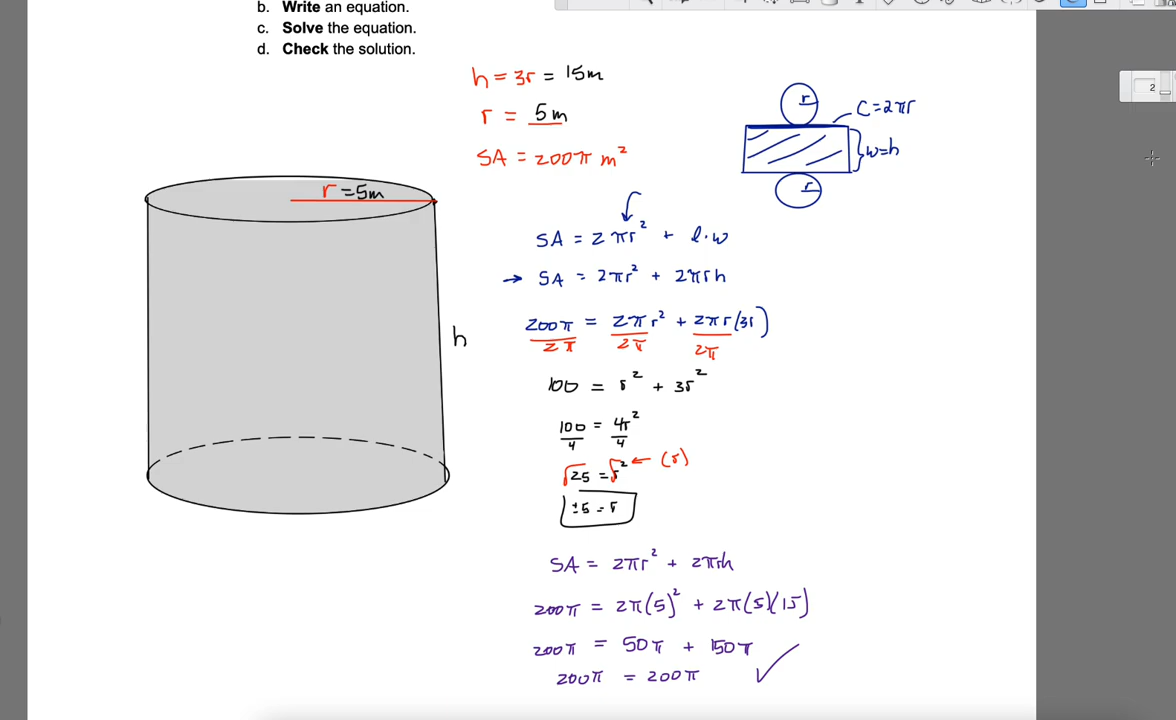 b. Write an equation.
c. Solve the equation.
d. Check the solution.
h = 3r = 15m
r = 5m
SA = 200π m²
r
C = 2πr
w = h
r
r = 5m
h
SA = 2πr² + l·w
→ SA = 2πr² + 2πrh
200π = 2πr² + 2πr(3r)
2π 2π 2π
100 = r² + 3r²
100 = 4r²
4 4
√25 = √r² ← (r)
±5 = r
SA = 2πr² + 2πrh
200π = 2π(5)² + 2π(5)(15)
200π = 50π + 150π
200π = 200π ✓
2